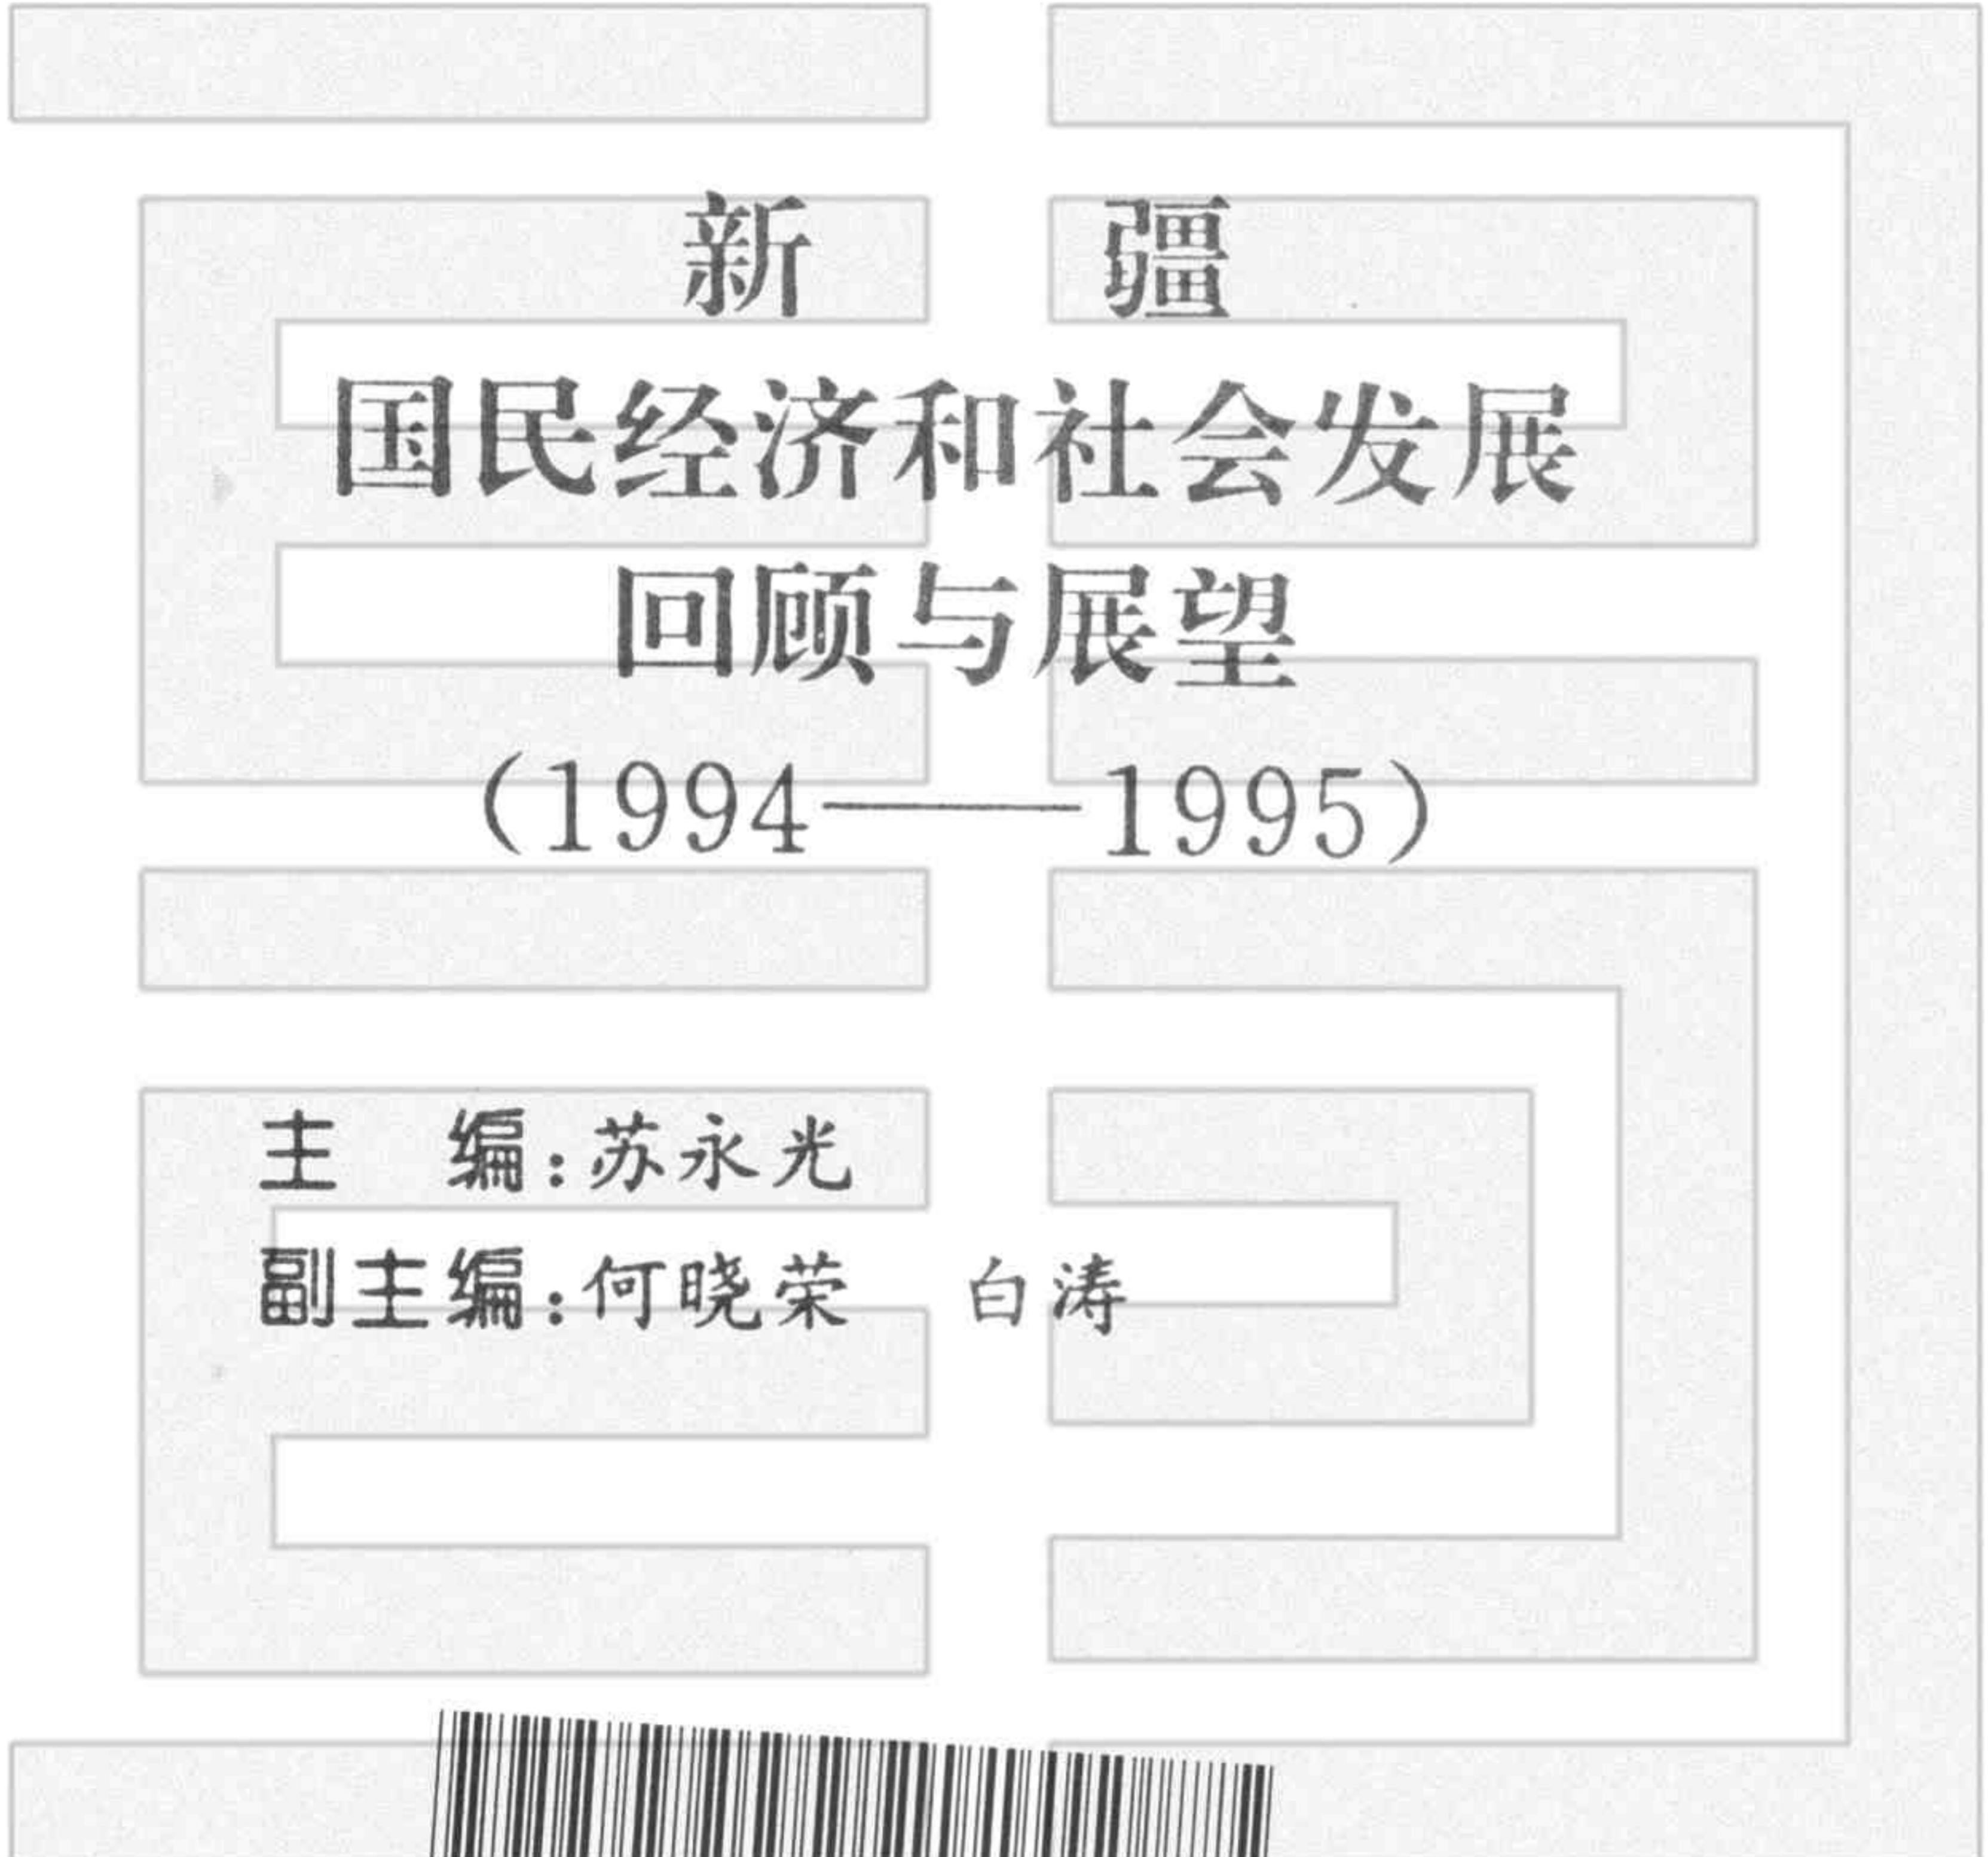 新 疆
国民经济和社会发展
回顾与展望
(1994——1995)
主 编:苏永光
副主编:何晓荣 白涛